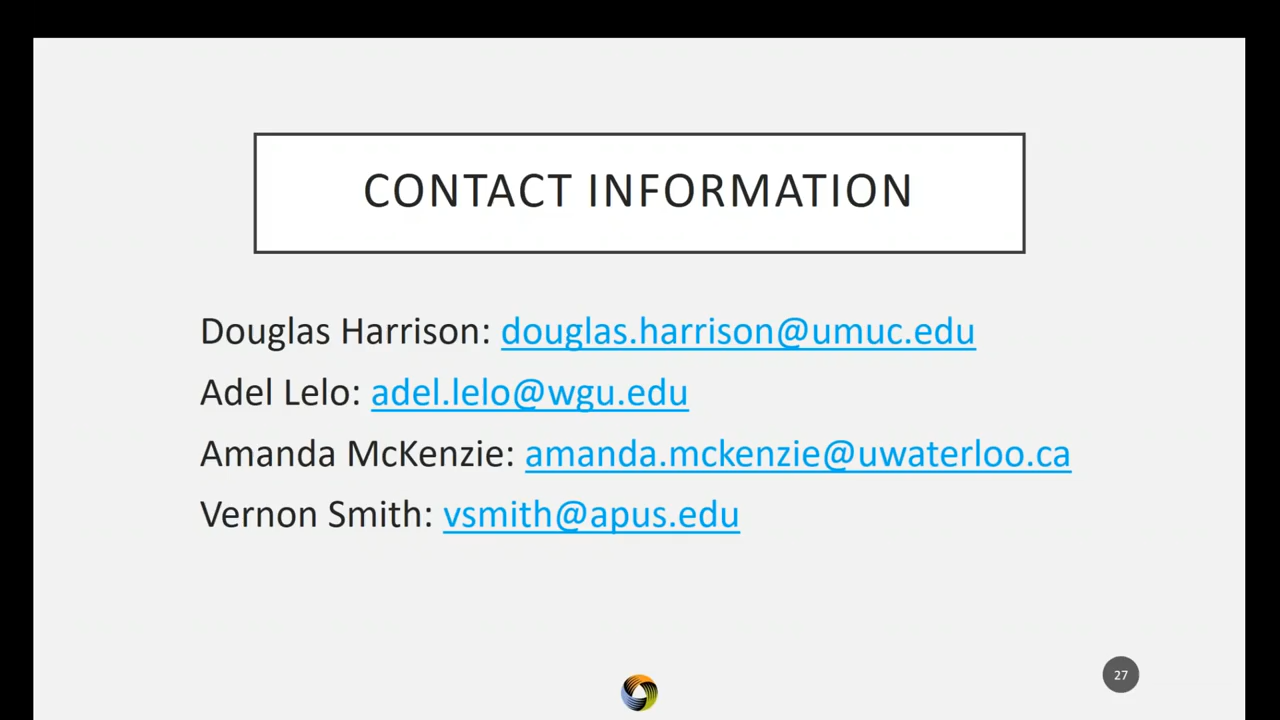 CONTACT INFORMATION
Douglas Harrison: douglas.harrison@umuc.edu
Adel Lelo: adel.lelo@wgu.edu
Amanda McKenzie: amanda.mckenzie@uwaterloo.ca
Vernon Smith: vsmith@apus.edu
27